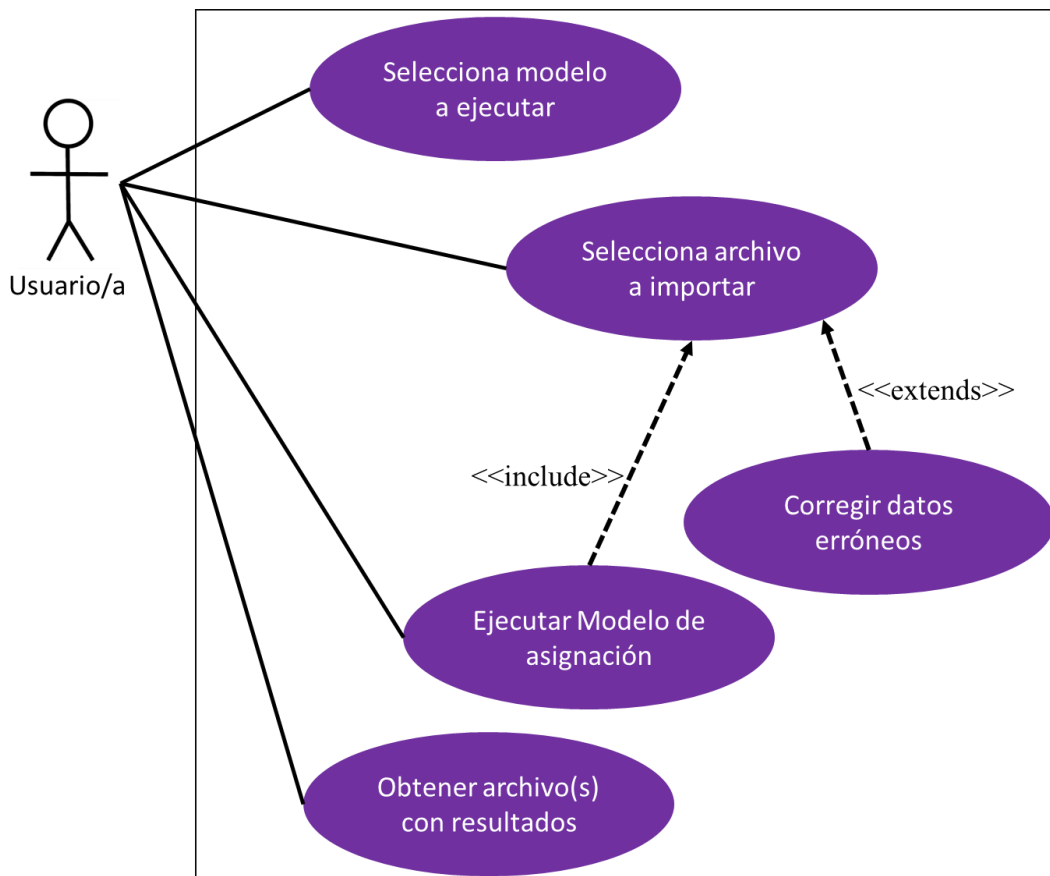 Selecciona modelo
a ejecutar
Usuario/a
Selecciona archivo
a importar
<<extends>>
<<include>>
Corregir datos
erróneos
Ejecutar Modelo de
asignación
Obtener archivo(s)
con resultados